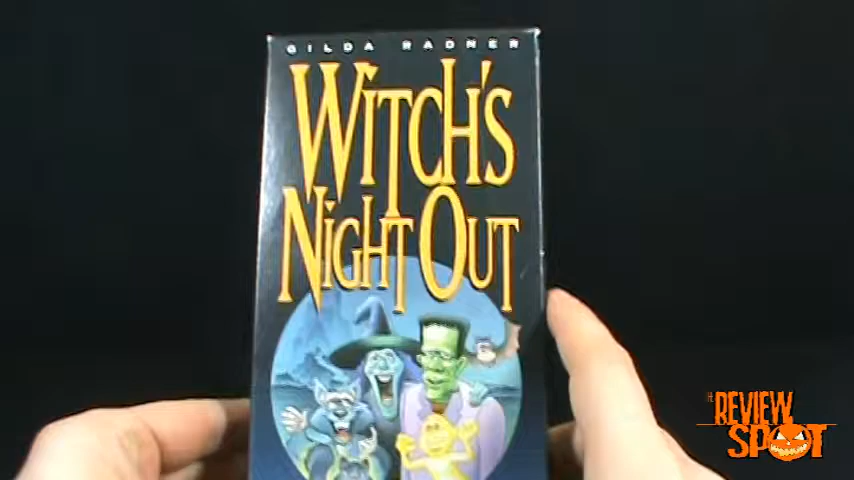 GILDA RADNER
WITCH'S
NIGHT OUT
THE REVIEW
SPOT